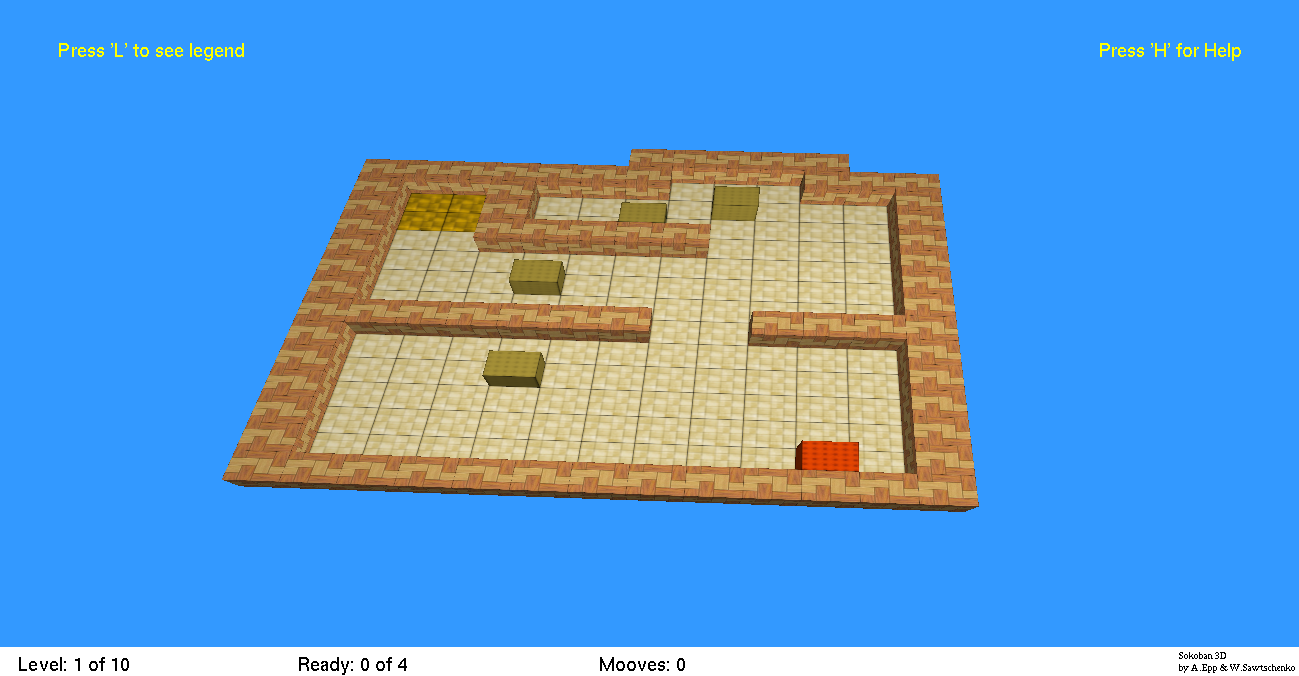 Press 'L' to see legend
Press 'H' for Help
Level: 1 of 10
Ready: 0 of 4
Mooves: 0
Sokoban 3D
by A.Epp & W.Sawtschenko